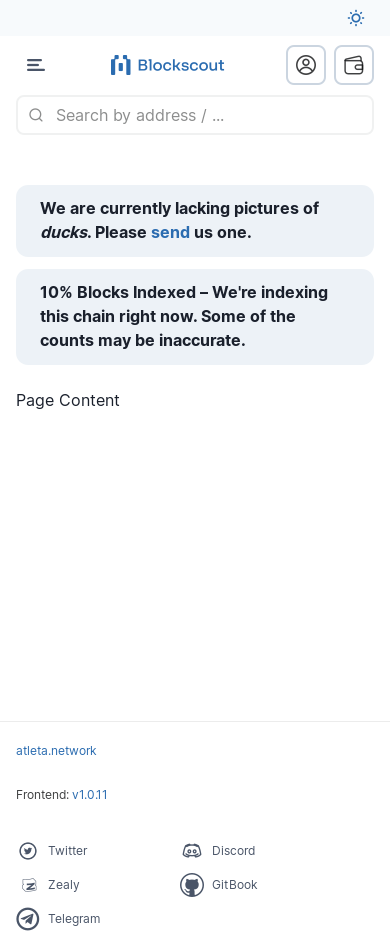 Blockscout
Search by address / ...
We are currently lacking pictures of
ducks. Please send us one.
10% Blocks Indexed – We're indexing
this chain right now. Some of the
counts may be inaccurate.
Page Content
atleta.network
Frontend: v1.0.11
Twitter
Discord
Zealy
GitBook
Telegram